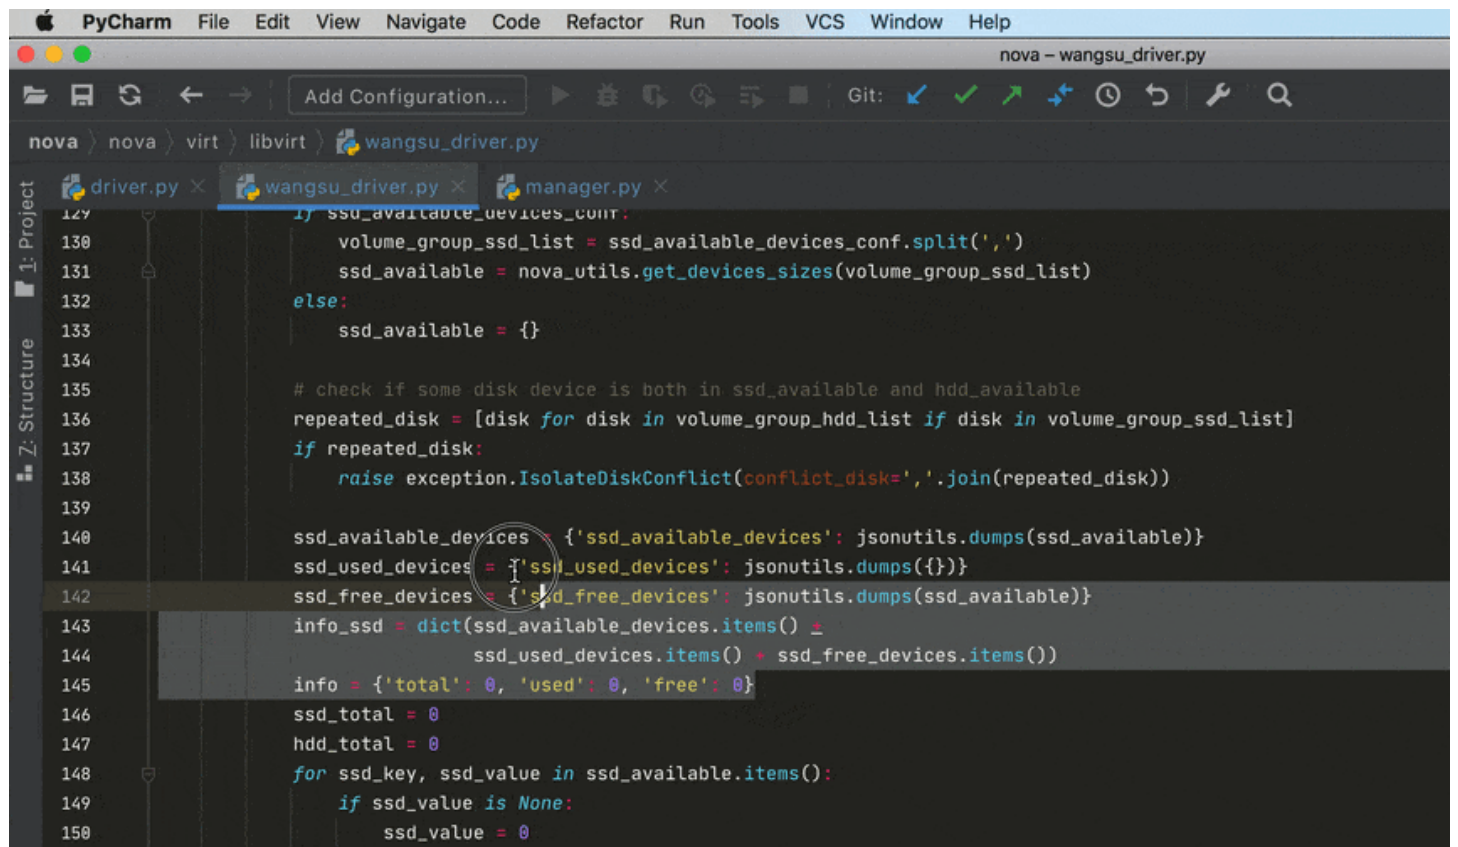 PyCharm File Edit View Navigate Code Refactor Run Tools VCS Window Help
nova – wangsu_driver.py
Add Configuration... Git:
nova nova virt libvirt wangsu_driver.py
driver.py wangsu_driver.py manager.py
1: Project
Z: Structure
129 if ssd_available_devices_conf:
130 volume_group_ssd_list = ssd_available_devices_conf.split(',')
131 ssd_available = nova_utils.get_devices_sizes(volume_group_ssd_list)
132 else:
133 ssd_available = {}
134
135 # check if some disk device is both in ssd_available and hdd_available
136 repeated_disk = [disk for disk in volume_group_hdd_list if disk in volume_group_ssd_list]
137 if repeated_disk:
138 raise exception.IsolateDiskConflict(conflict_disk=','.join(repeated_disk))
139
140 ssd_available_devices = {'ssd_available_devices': jsonutils.dumps(ssd_available)}
141 ssd_used_devices = {'ssd_used_devices': jsonutils.dumps({})}
142 ssd_free_devices = {'ssd_free_devices': jsonutils.dumps(ssd_available)}
143 info_ssd = dict(ssd_available_devices.items() +
144 ssd_used_devices.items() + ssd_free_devices.items())
145 info = {'total': 0, 'used': 0, 'free': 0}
146 ssd_total = 0
147 hdd_total = 0
148 for ssd_key, ssd_value in ssd_available.items():
149 if ssd_value is None:
150 ssd_value = 0